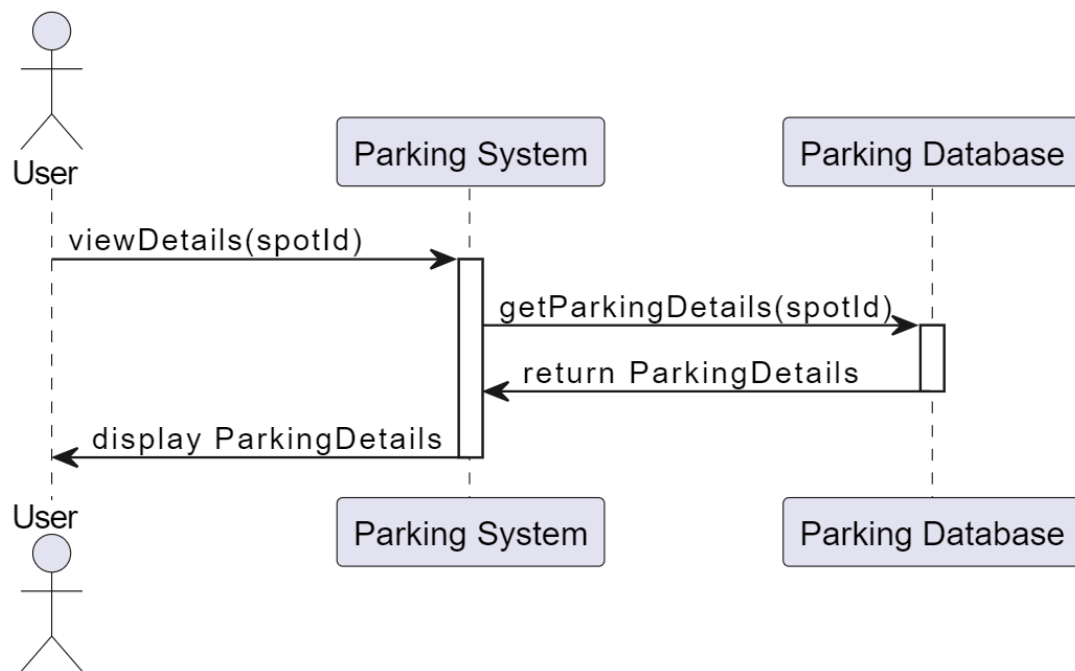 User
Parking System
Parking Database
viewDetails(spotId)
getParkingDetails(spotId)
return ParkingDetails
display ParkingDetails
User
Parking System
Parking Database